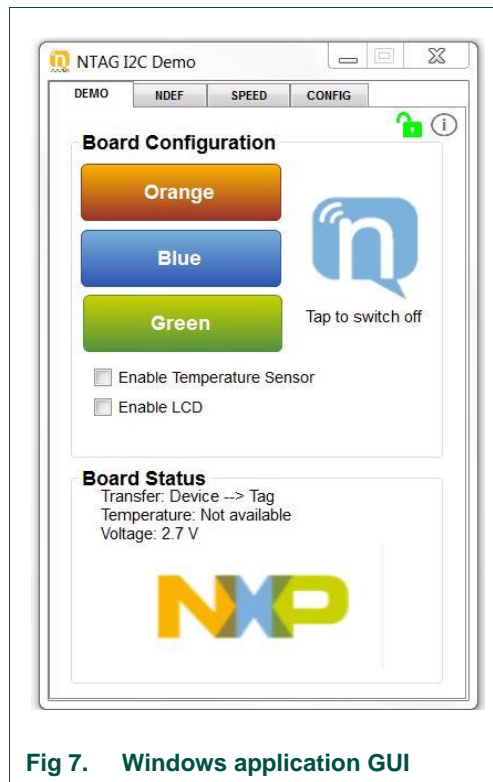 NTAG I2C Demo
DEMO NDEF SPEED CONFIG
Board Configuration
Orange
Blue
Green
Tap to switch off
Enable Temperature Sensor
Enable LCD
Board Status
Transfer: Device --> Tag
Temperature: Not available
Voltage: 2.7 V
NXP
Fig 7. Windows application GUI